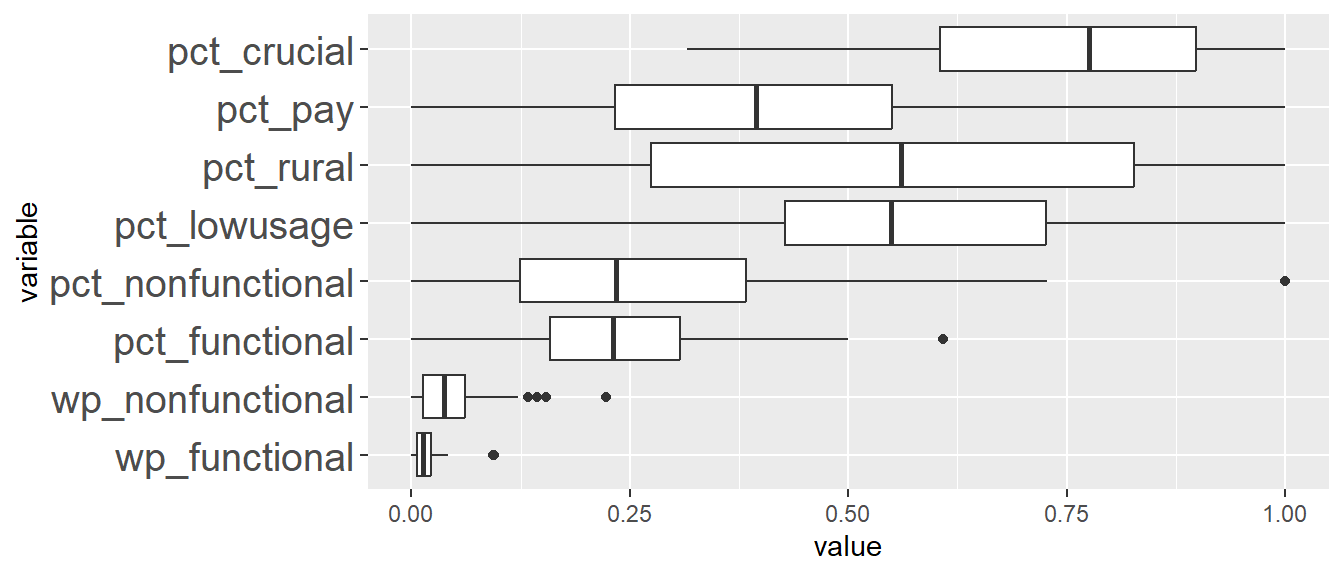 variable
pct_crucial
pct_pay
pct_rural
pct_lowusage
pct_nonfunctional
pct_functional
wp_nonfunctional
wp_functional
0.00 0.25 0.50 0.75 1.00
value